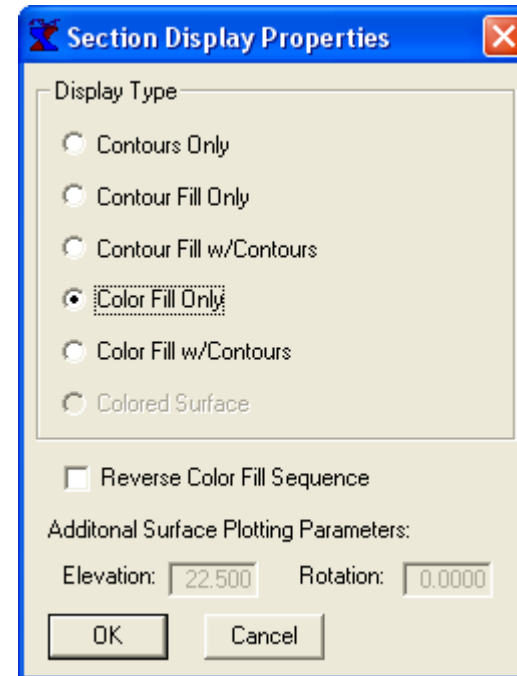 Section Display Properties
Display Type
Contours Only
Contour Fill Only
Contour Fill w/Contours
Color Fill Only
Color Fill w/Contours
Colored Surface
Reverse Color Fill Sequence
Additonal Surface Plotting Parameters:
Elevation: 22.500 Rotation: 0.0000
OK Cancel